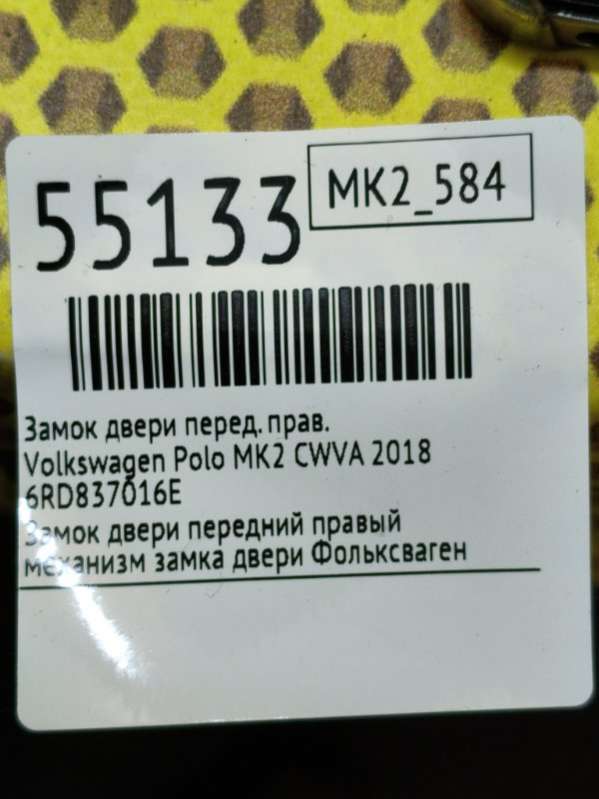 55133
МК2_584
Замок двери перед. прав.
Volkswagen Polo MK2 CWVA 2018
6RD837016E
Замок двери передний правый
механизм замка двери Фольксваген